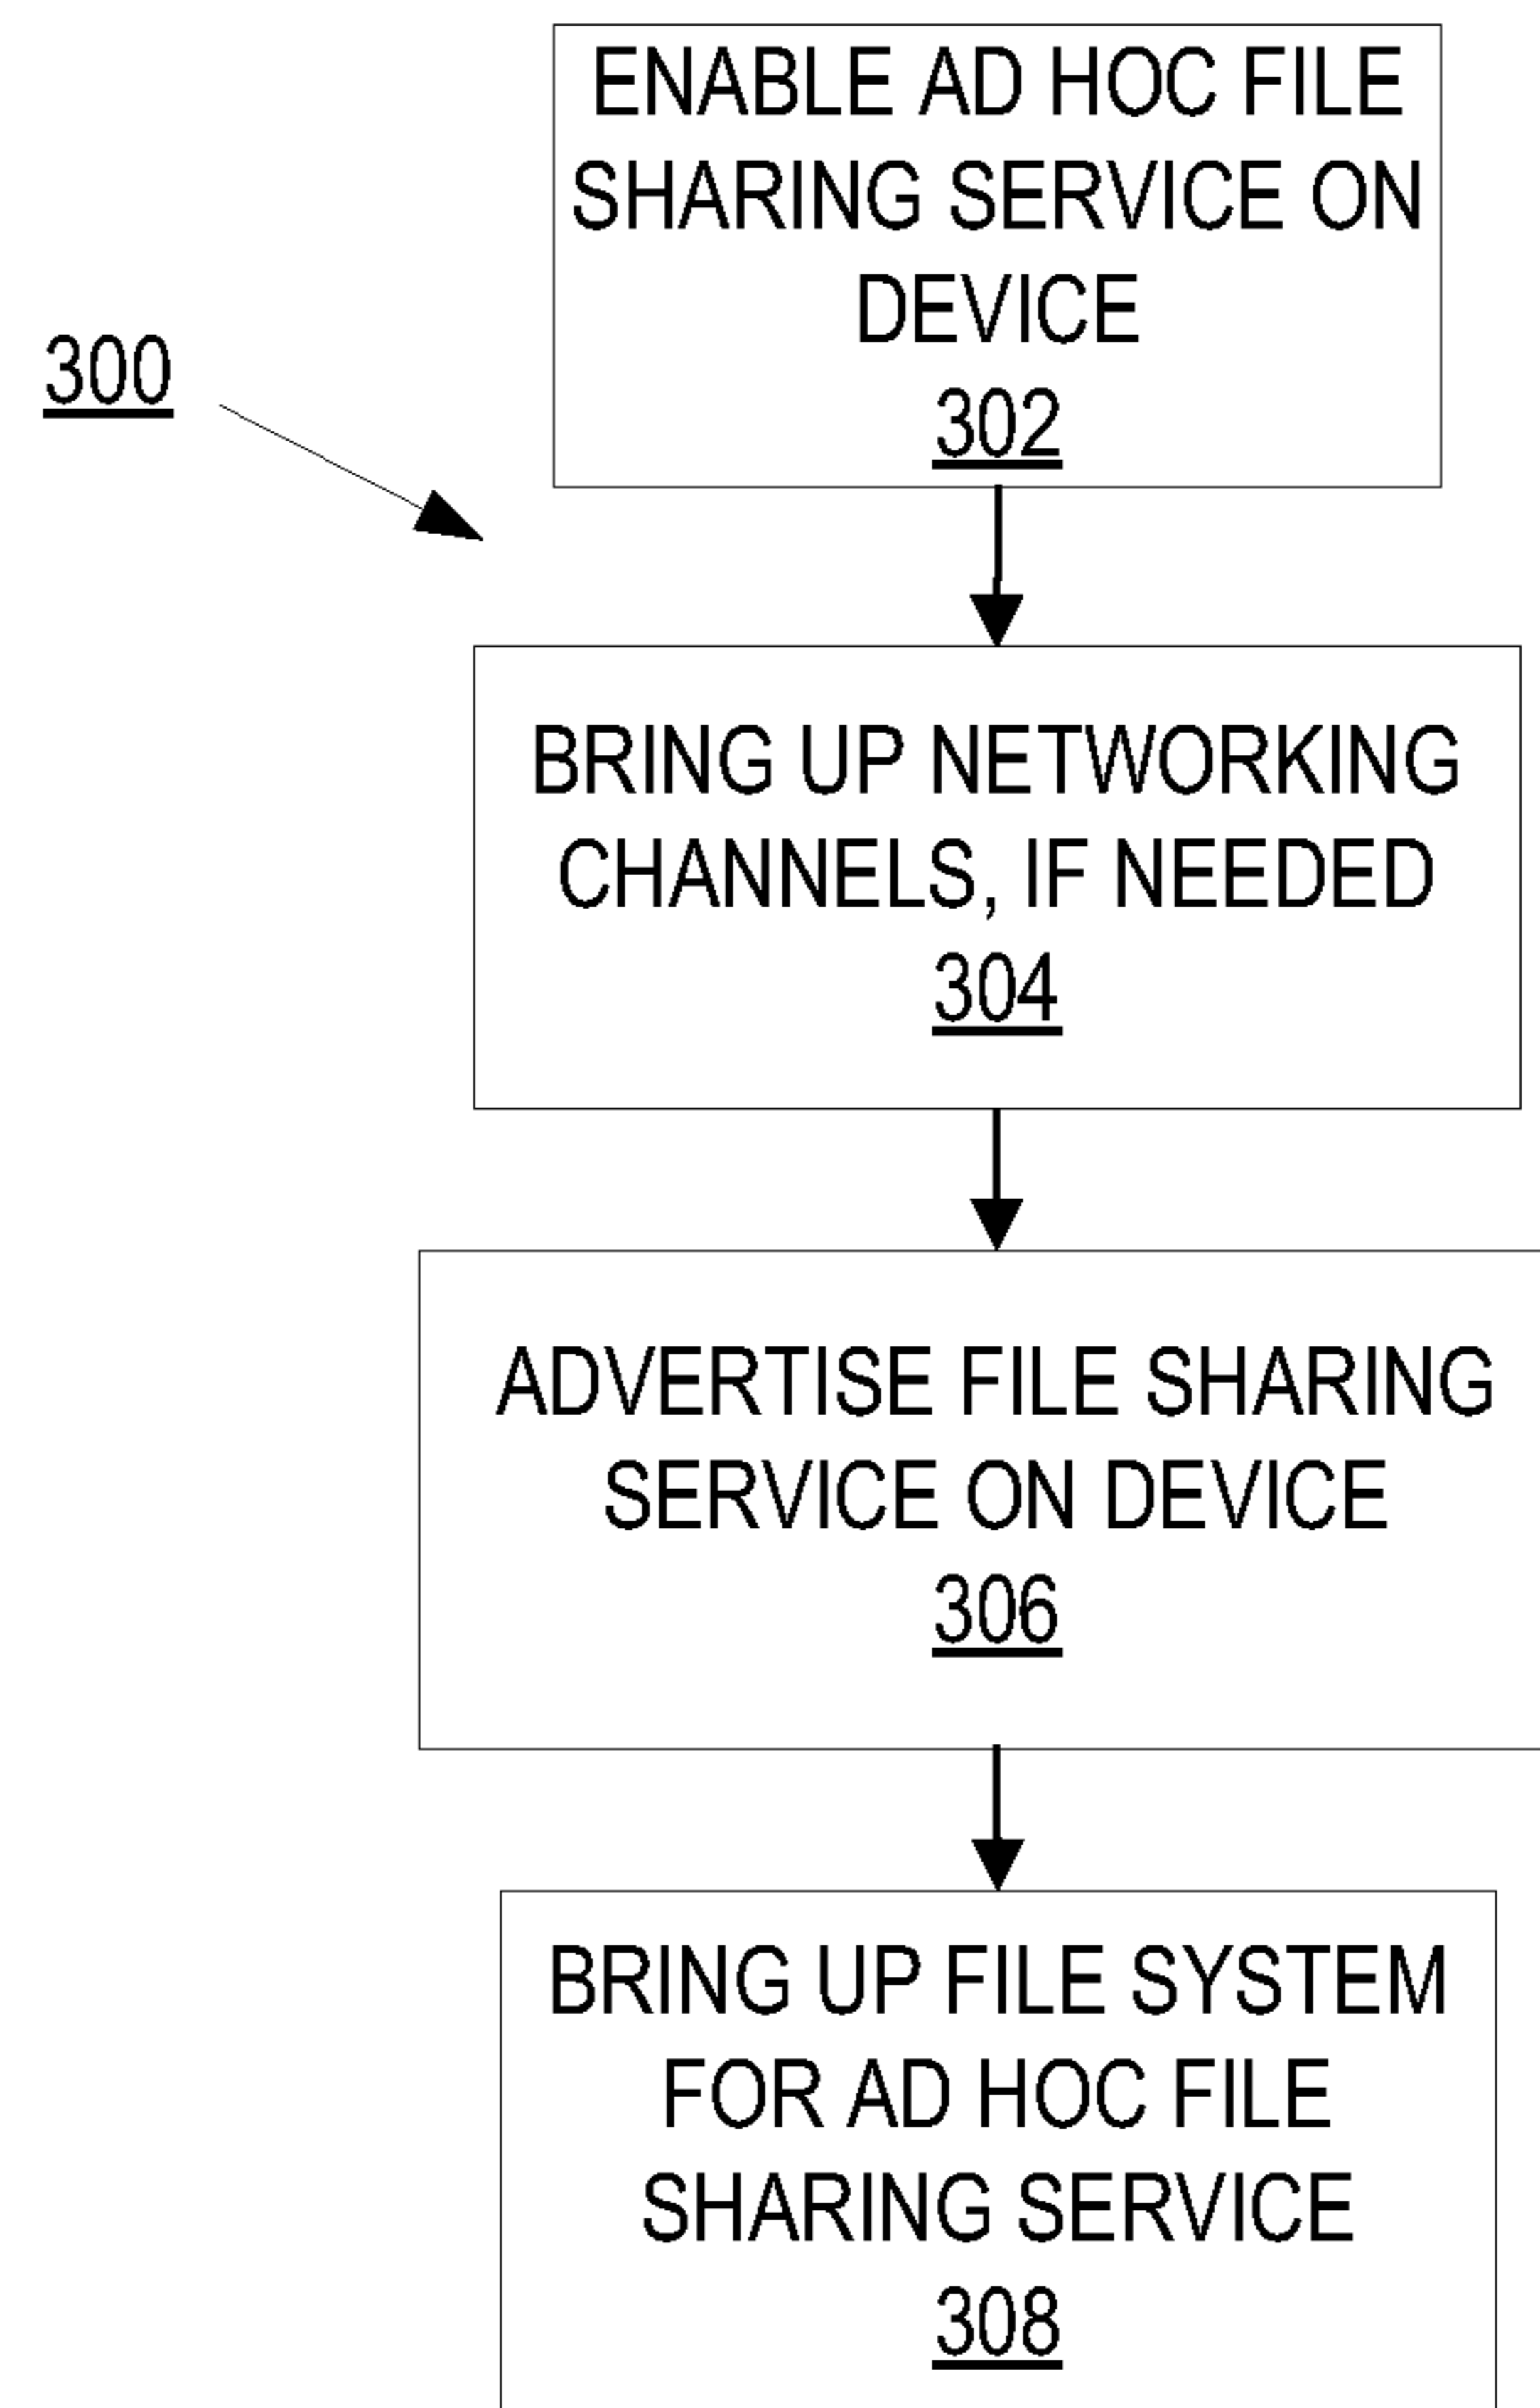 ENABLE AD HOC FILE
SHARING SERVICE ON
DEVICE
302
300
BRING UP NETWORKING
CHANNELS, IF NEEDED
304
ADVERTISE FILE SHARING
SERVICE ON DEVICE
306
BRING UP FILE SYSTEM
FOR AD HOC FILE
SHARING SERVICE
308